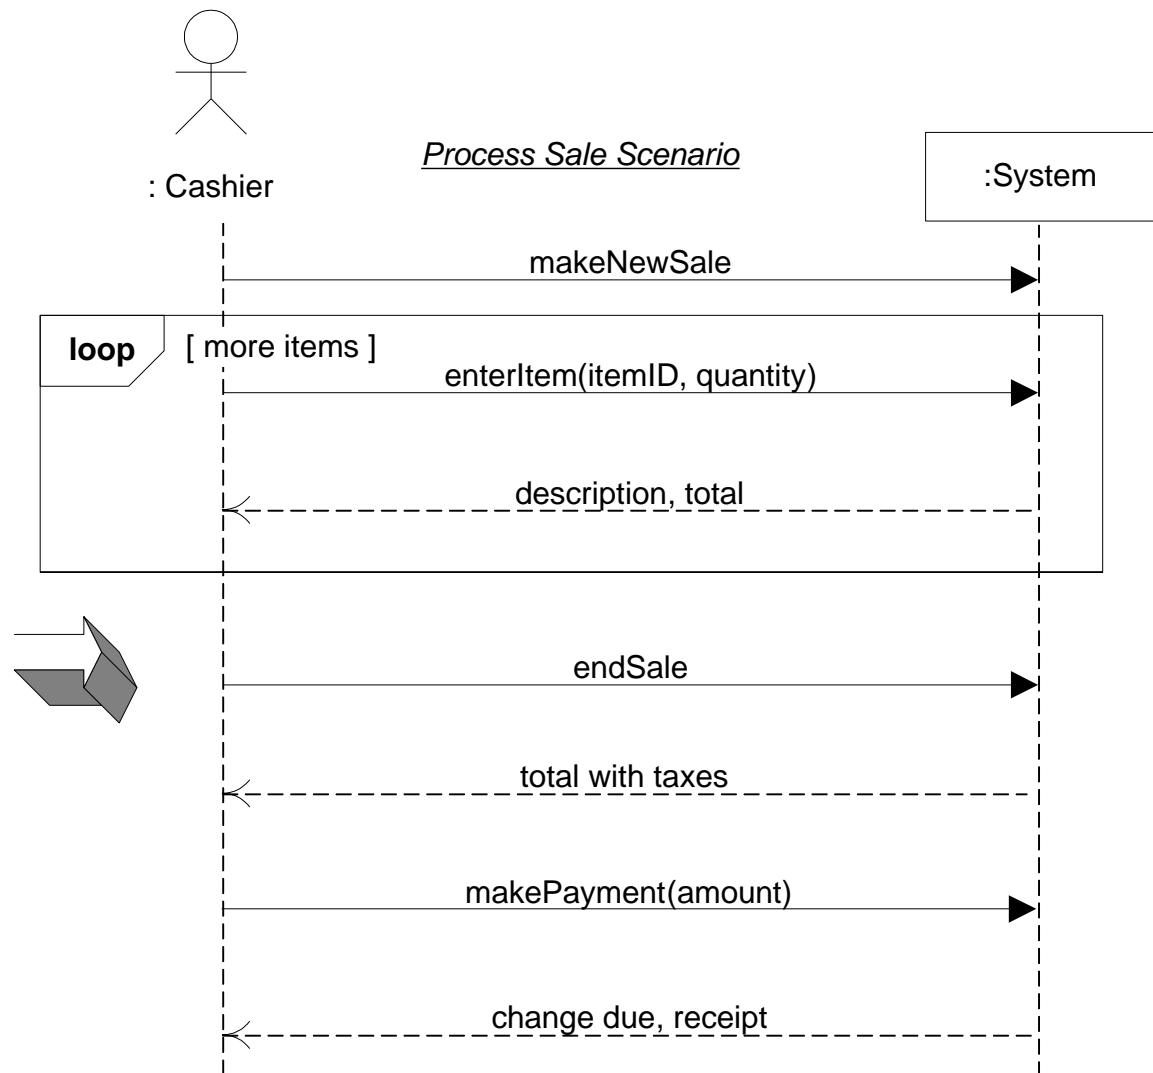 Process Sale Scenario
: Cashier
:System
makeNewSale
loop
[ more items ]
enterItem(itemID, quantity)
description, total
endSale
total with taxes
makePayment(amount)
change due, receipt